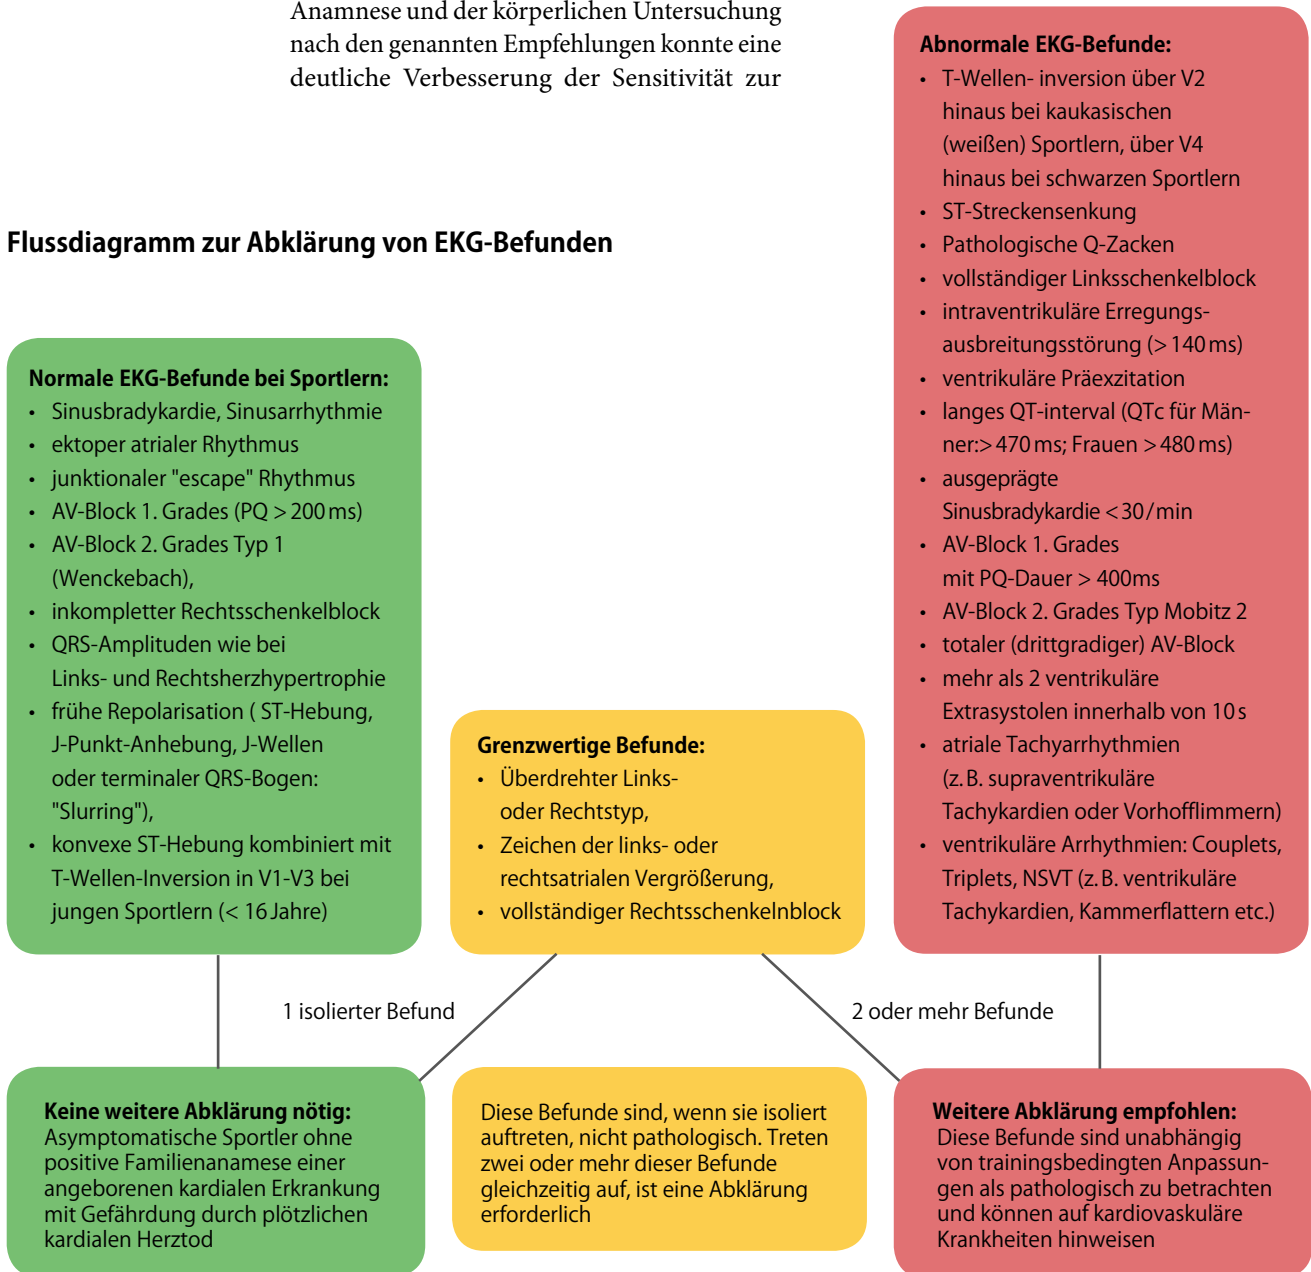 Anamnese und der körperlichen Untersuchung
nach den genannten Empfehlungen konnte eine
deutliche Verbesserung der Sensitivität zur
Flussdiagramm zur Abklärung von EKG-Befunden
Normale EKG-Befunde bei Sportlern:
• Sinusbradykardie, Sinusarrhythmie
• ektoper atrialer Rhythmus
• junktionaler "escape" Rhythmus
• AV-Block 1. Grades (PQ > 200 ms)
• AV-Block 2. Grades Typ 1
(Wenckebach),
• inkompletter Rechtsschenkelblock
• QRS-Amplituden wie bei
Links- und Rechtsherzhypertrophie
• frühe Repolarisation ( ST-Hebung,
J-Punkt-Anhebung, J-Wellen
oder terminaler QRS-Bogen:
"Slurring"),
• konvexe ST-Hebung kombiniert mit
T-Wellen-Inversion in V1-V3 bei
jungen Sportlern (< 16 Jahre)
Grenzwertige Befunde:
• Überdrehter Links-
oder Rechtstyp,
• Zeichen der links- oder
rechtsatrialen Vergrößerung,
• vollständiger Rechtsschenkelnblock
Abnormale EKG-Befunde:
• T-Wellen- inversion über V2
hinaus bei kaukasischen
(weißen) Sportlern, über V4
hinaus bei schwarzen Sportlern
• ST-Streckensenkung
• Pathologische Q-Zacken
• vollständiger Linksschenkelblock
• intraventrikuläre Erregungs-
ausbreitungsstörung (> 140 ms)
• ventrikuläre Präexzitation
• langes QT-interval (QTc für Män-
ner:> 470 ms; Frauen > 480 ms)
• ausgeprägte
Sinusbradykardie < 30/min
• AV-Block 1. Grades
mit PQ-Dauer > 400ms
• AV-Block 2. Grades Typ Mobitz 2
• totaler (drittgradiger) AV-Block
• mehr als 2 ventrikuläre
Extrasystolen innerhalb von 10 s
• atriale Tachyarrhythmien
(z. B. supraventrikuläre
Tachykardien oder Vorhofflimmern)
• ventrikuläre Arrhythmien: Couplets,
Triplets, NSVT (z. B. ventrikuläre
Tachykardien, Kammerflattern etc.)
1 isolierter Befund
2 oder mehr Befunde
Keine weitere Abklärung nötig:
Asymptomatische Sportler ohne
positive Familienanamese einer
angeborenen kardialen Erkrankung
mit Gefährdung durch plötzlichen
kardialen Herztod
Diese Befunde sind, wenn sie isoliert
auftreten, nicht pathologisch. Treten
zwei oder mehr dieser Befunde
gleichzeitig auf, ist eine Abklärung
erforderlich
Weitere Abklärung empfohlen:
Diese Befunde sind unabhängig
von trainingsbedingten Anpassun-
gen als pathologisch zu betrachten
und können auf kardiovaskuläre
Krankheiten hinweisen